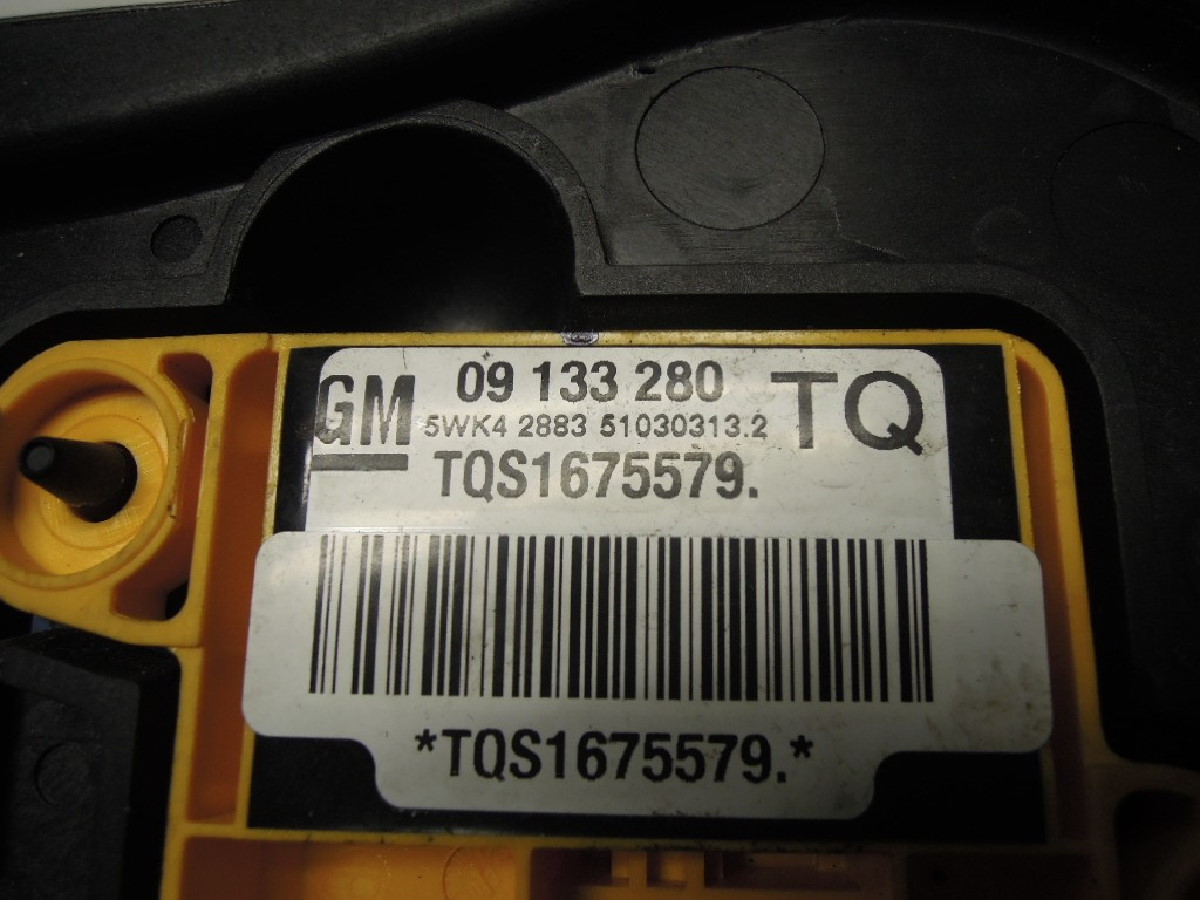 GM 09 133 280 TQ
5WK4 2883 51030313.2
TQS1675579.
*TQS1675579.*